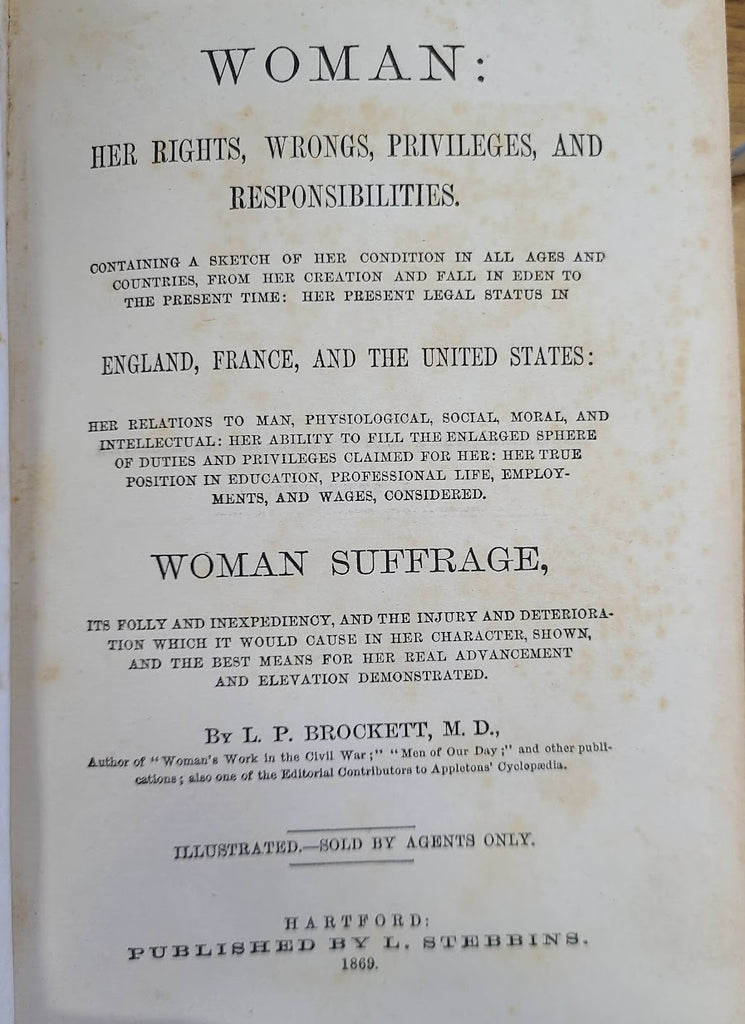 WOMAN:
HER RIGHTS, WRONGS, PRIVILEGES, AND
RESPONSIBILITIES.
CONTAINING A SKETCH OF HER CONDITION IN ALL AGES AND
COUNTRIES, FROM HER CREATION AND FALL IN EDEN TO
THE PRESENT TIME: HER PRESENT LEGAL STATUS IN
ENGLAND, FRANCE, AND THE UNITED STATES:
HER RELATIONS TO MAN, PHYSIOLOGICAL, SOCIAL, MORAL, AND
INTELLECTUAL: HER ABILITY TO FILL THE ENLARGED SPHERE
OF DUTIES AND PRIVILEGES CLAIMED FOR HER: HER TRUE
POSITION IN EDUCATION, PROFESSIONAL LIFE, EMPLOY-
MENTS, AND WAGES, CONSIDERED.
WOMAN SUFFRAGE,
ITS FOLLY AND INEXPEDIENCY, AND THE INJURY AND DETERIORA-
TION WHICH IT WOULD CAUSE IN HER CHARACTER, SHOWN,
AND THE BEST MEANS FOR HER REAL ADVANCEMENT
AND ELEVATION DEMONSTRATED.
BY L. P. BROCKETT, M. D.,
Author of "Woman's Work in the Civil War;" "Men of Our Day;" and other publi-
cations; also one of the Editorial Contributors to Appletons' Cyclopædia.
ILLUSTRATED.—SOLD BY AGENTS ONLY.
HARTFORD:
PUBLISHED BY L. STEBBINS.
1869.